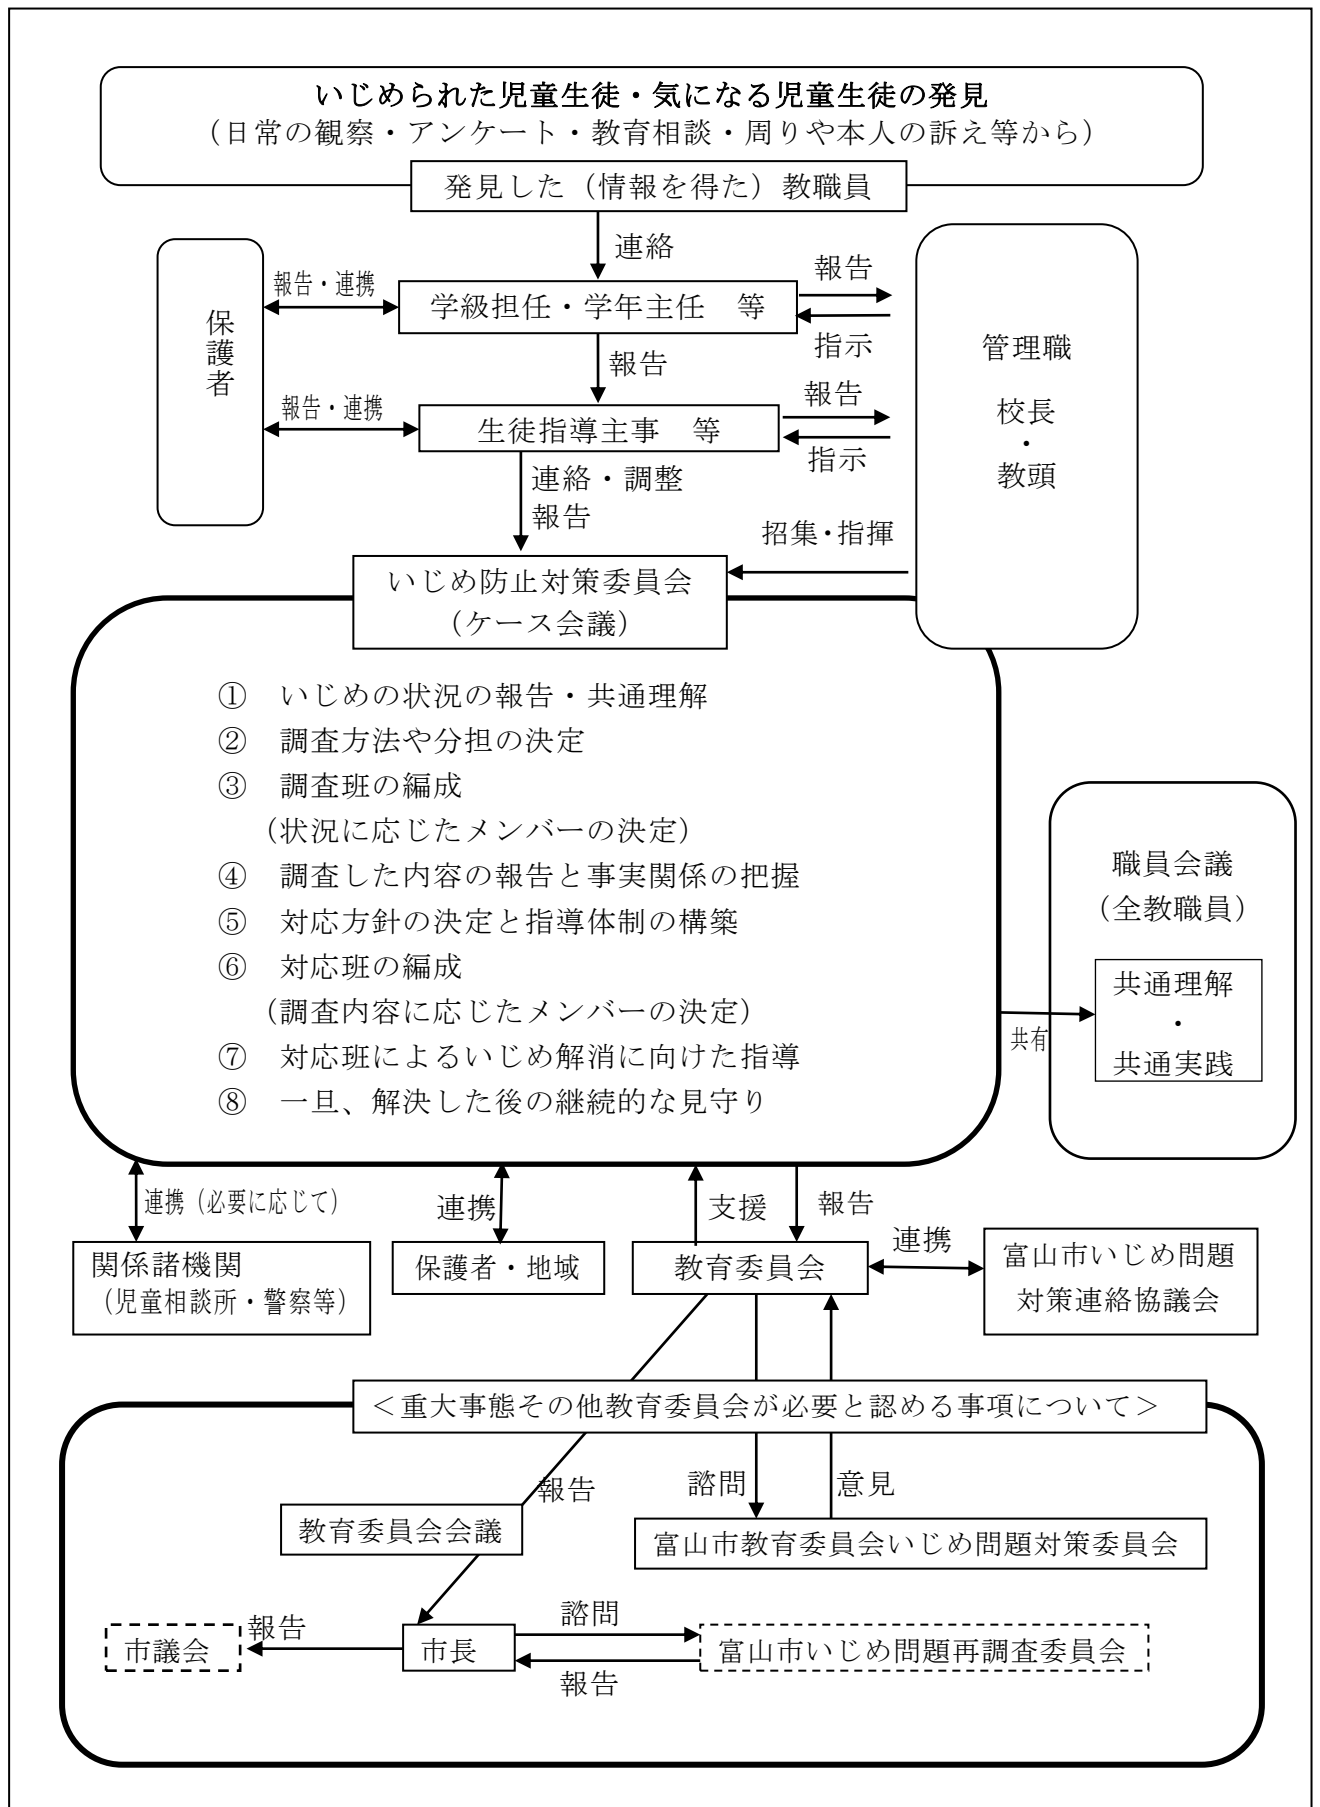 いじめられた児童生徒・気になる児童生徒の発見
（日常の観察・アンケート・教育相談・周りや本人の訴え等から）
発見した（情報を得た）教職員
連絡
保護者
報告・連携
学級担任・学年主任　等
報告
指示
管理職
校長
・
教頭
報告
報告・連携
生徒指導主事　等
報告
指示
連絡・調整
報告
招集・指揮
いじめ防止対策委員会
（ケース会議）
①　いじめの状況の報告・共通理解
②　調査方法や分担の決定
③　調査班の編成
（状況に応じたメンバーの決定）
④　調査した内容の報告と事実関係の把握
⑤　対応方針の決定と指導体制の構築
⑥　対応班の編成
（調査内容に応じたメンバーの決定）
⑦　対応班によるいじめ解消に向けた指導
⑧　一旦、解決した後の継続的な見守り
共有
職員会議
（全教職員）
共通理解
・
共通実践
連携（必要に応じて）
連携
支援
報告
関係諸機関
（児童相談所・警察等）
保護者・地域
教育委員会
連携
富山市いじめ問題
対策連絡協議会
＜重大事態その他教育委員会が必要と認める事項について＞
報告
諮問
意見
教育委員会会議
富山市教育委員会いじめ問題対策委員会
市議会
報告
市長
諮問
報告
富山市いじめ問題再調査委員会